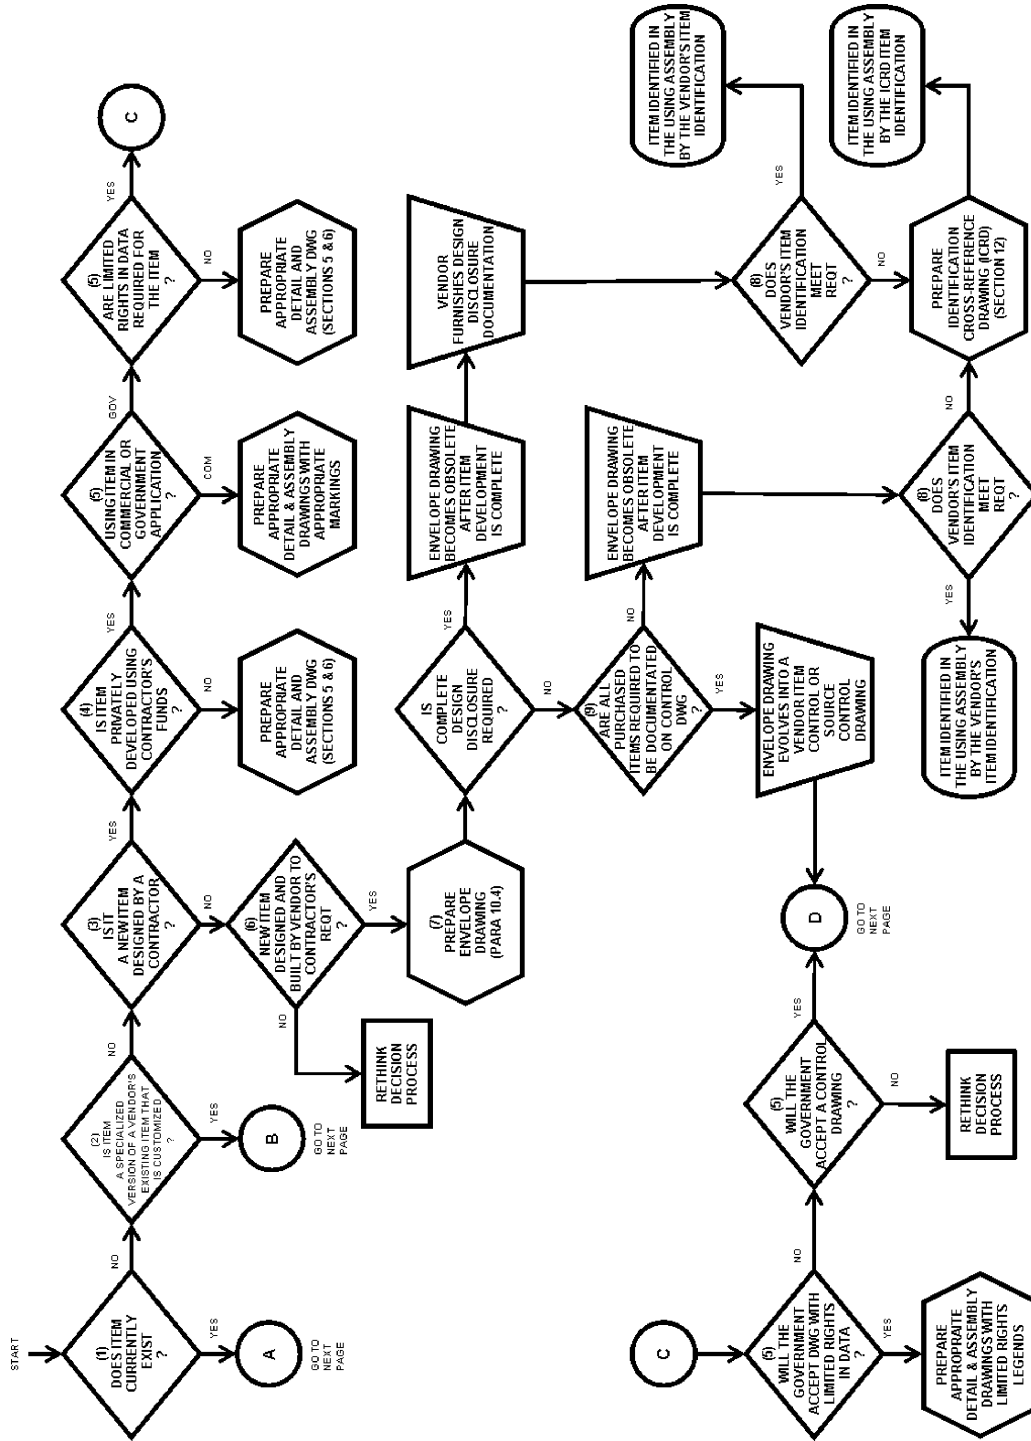 START
(1)
DOES ITEM
CURRENTLY
EXIST
?
YES
A
GO TO
NEXT
PAGE
NO
(2)
IS ITEM
A SPECIALIZED
VERSION OF A VENDOR'S
EXISTING ITEM THAT
IS CUSTOMIZED
?
YES
B
GO TO
NEXT
PAGE
NO
(3)
IS IT
A NEW ITEM
DESIGNED BY A
CONTRACTOR
?
YES
(4)
IS ITEM
PRIVATELY
DEVELOPED USING
CONTRACTOR'S
FUNDS
?
NO
PREPARE
APPROPRIATE
DETAIL AND
ASSEMBLY DWG
(SECTIONS 5 & 6)
YES
(5)
USING ITEM IN
COMMERCIAL OR
GOVERNMENT
APPLICATION
?
COM
PREPARE
APPROPRIATE
DETAIL & ASSEMBLY
DRAWINGS WITH
APPROPRIATE
MARKINGS
GOV
(5)
ARE LIMITED
RIGHTS IN DATA
REQUIRED FOR
THE ITEM
?
NO
PREPARE
APPROPRIATE
DETAIL AND
ASSEMBLY DWG
(SECTIONS 5 & 6)
YES
C
NO
(6)
NEW ITEM
DESIGNED AND
BUILT BY VENDOR TO
CONTRACTOR'S
REQT
?
NO
RETHINK
DECISION
PROCESS
YES
(7)
PREPARE
ENVELOPE
DRAWING
(PARA 10.4)
IS
COMPLETE
DESIGN
DISCLOSURE
REQUIRED
?
YES
ENVELOPE DRAWING
BECOMES OBSOLETE
AFTER ITEM
DEVELOPMENT
IS COMPLETE
VENDOR
FURNISHES DESIGN
DISCLOSURE
DOCUMENTATION
NO
(9)
ARE ALL
PURCHASED
ITEMS REQUIRED TO
BE DOCUMENTATED
ON CONTROL
DWG
?
NO
ENVELOPE DRAWING
BECOMES OBSOLETE
AFTER ITEM
DEVELOPMENT
IS COMPLETE
YES
ENVELOPE DRAWING
EVOLVES INTO A
VENDOR ITEM
CONTROL OR
SOURCE
CONTROL
DRAWING
(8)
DOES
VENDOR'S ITEM
IDENTIFICATION
MEET
REQT
?
YES
ITEM IDENTIFIED IN
THE USING ASSEMBLY
BY THE VENDOR'S ITEM
IDENTIFICATION
NO
PREPARE
IDENTIFICATION
CROSS-REFERENCE
DRAWING (ICRD)
(SECTION 12)
ITEM IDENTIFIED IN
THE USING ASSEMBLY
BY THE ICRD ITEM
IDENTIFICATION
(8)
DOES
VENDOR'S ITEM
IDENTIFICATION
MEET
REQT
?
NO
YES
ITEM IDENTIFIED IN
THE USING ASSEMBLY
BY THE VENDOR'S
ITEM IDENTIFICATION
C
(5)
WILL THE
GOVERNMENT
ACCEPT DWG WITH
LIMITED RIGHTS
IN DATA
?
YES
PREPARE
APPROPRAITE
DETAIL & ASSEMBLY
DRAWINGS WITH
LIMITED RIGHTS
LEGENDS
NO
(5)
WILL THE
GOVERNMENT
ACCEPT A CONTROL
DRAWING
?
NO
RETHINK
DECISION
PROCESS
YES
D
GO TO
NEXT
PAGE